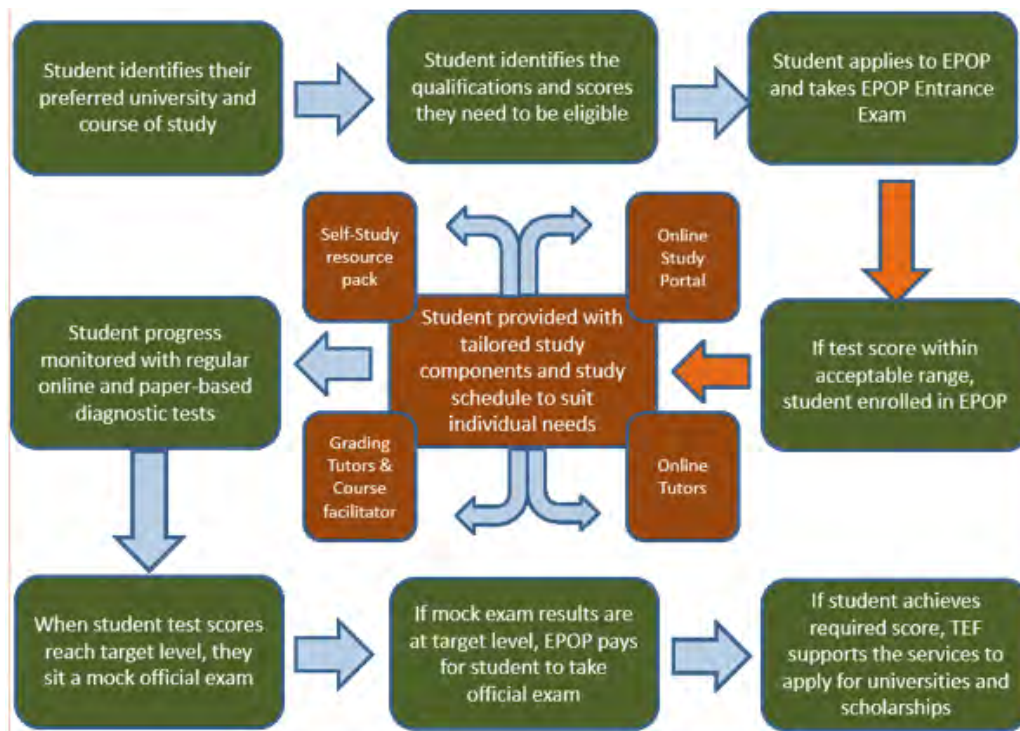 Student identifies their
preferred university and
course of study
Student identifies the
qualifications and scores
they need to be eligible
Student applies to EPOP
and takes EPOP Entrance
Exam
If test score within
acceptable range,
student enrolled in EPOP
Self-Study
resource
pack
Online
Study
Portal
Student provided with
tailored study
components and study
schedule to suit
individual needs
Grading
Tutors &
Course
facilitator
Online
Tutors
Student progress
monitored with regular
online and paper-based
diagnostic tests
When student test scores
reach target level, they
sit a mock official exam
If mock exam results are
at target level, EPOP pays
for student to take
official exam
If student achieves
required score, TEF
supports the services to
apply for universities and
scholarships